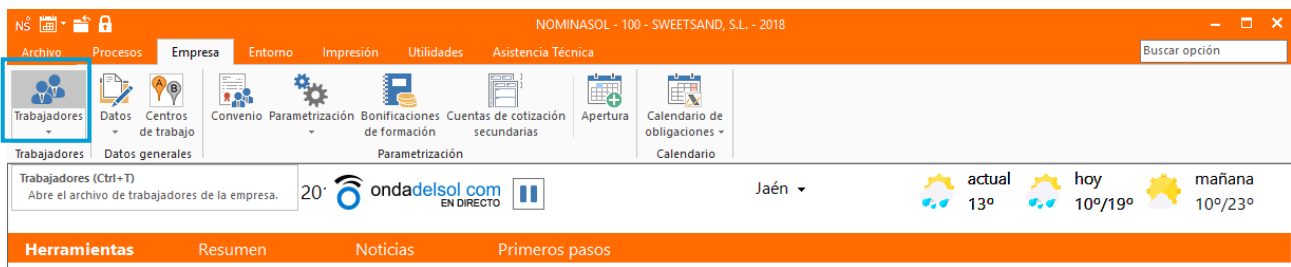 NS NOMINASOL - 100 - SWEETSAND, S.L. - 2018
Archivo Procesos Empresa Entorno Impresión Utilidades Asistencia Técnica Buscar opción
Trabajadores Datos Centros de trabajo Convenio Parametrización Bonificaciones de formación Cuentas de cotización secundarias Apertura Calendario de obligaciones
Trabajadores Datos generales Parametrización Calendario
Trabajadores (Ctrl+T)
Abre el archivo de trabajadores de la empresa.
20
ondadelsol com
EN DIRECTO
Jaén
actual hoy mañana
13º 10º/19º 10º/23º
Herramientas Resumen Noticias Primeros pasos